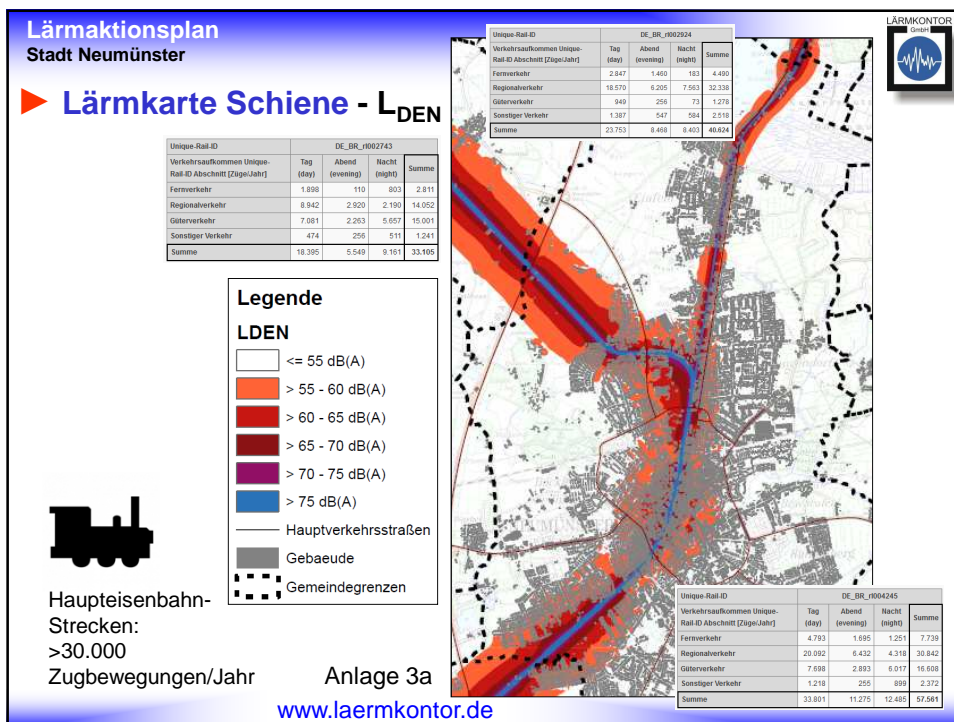 Lärmaktionsplan
Stadt Neumünster
LÄRMKONTOR
GmbH
Lärmkarte Schiene - LDEN
Unique-Rail-ID DE_BR_rl002924
Verkehrsaufkommen Unique-Rail-ID Abschnitt [Züge/Jahr] Tag (day) Abend (evening) Nacht (night) Summe
Fernverkehr 2.847 1.460 183 4.490
Regionalverkehr 18.570 6.205 7.563 32.338
Güterverkehr 949 256 73 1.278
Sonstiger Verkehr 1.387 547 584 2.518
Summe 23.753 8.468 8.403 40.624
Unique-Rail-ID DE_BR_rl002743
Verkehrsaufkommen Unique-Rail-ID Abschnitt [Züge/Jahr] Tag (day) Abend (evening) Nacht (night) Summe
Fernverkehr 1.898 110 803 2.811
Regionalverkehr 8.942 2.920 2.190 14.052
Güterverkehr 7.081 2.263 5.657 15.001
Sonstiger Verkehr 474 256 511 1.241
Summe 18.395 5.549 9.161 33.105
Legende
LDEN
<= 55 dB(A)
> 55 - 60 dB(A)
> 60 - 65 dB(A)
> 65 - 70 dB(A)
> 70 - 75 dB(A)
> 75 dB(A)
Hauptverkehrsstraßen
Gebaeude
Gemeindegrenzen
Haupteisenbahn-
Strecken:
>30.000
Zugbewegungen/Jahr
Anlage 3a
Unique-Rail-ID DE_BR_rl004245
Verkehrsaufkommen Unique-Rail-ID Abschnitt [Züge/Jahr] Tag (day) Abend (evening) Nacht (night) Summe
Fernverkehr 4.793 1.695 1.251 7.739
Regionalverkehr 20.092 6.432 4.318 30.842
Güterverkehr 7.698 2.893 6.017 16.608
Sonstiger Verkehr 1.218 255 899 2.372
Summe 33.801 11.275 12.485 57.561
www.laermkontor.de